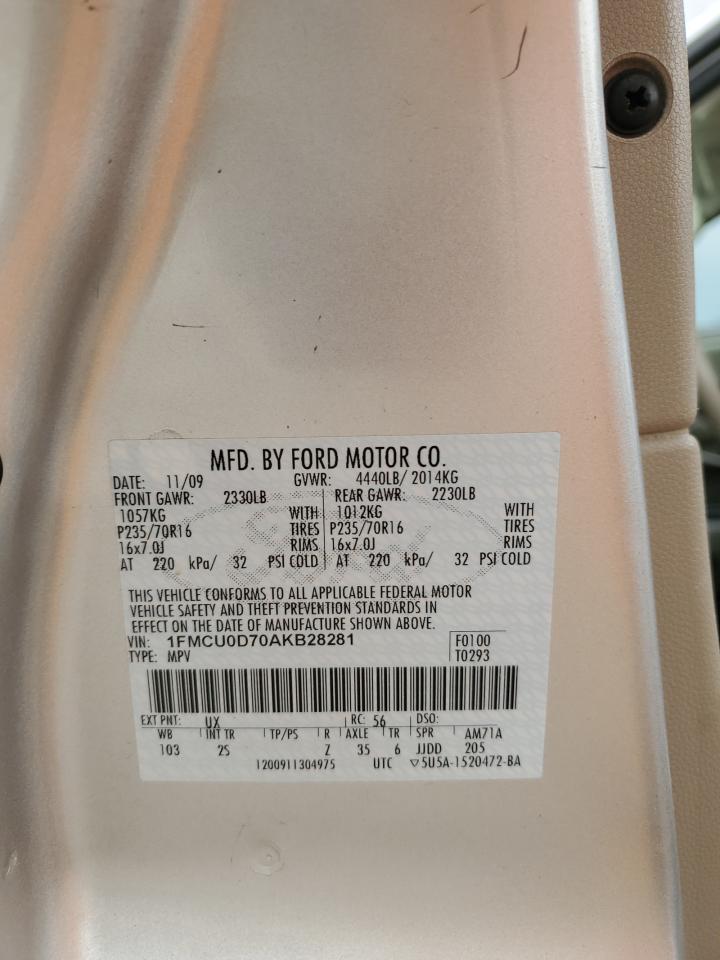 MFD. BY FORD MOTOR CO.
DATE: 11/09 GVWR: 4440LB/ 2014KG
FRONT GAWR: 2330LB REAR GAWR: 2230LB
1057KG WITH 1012KG WITH
P235/70R16 TIRES P235/70R16 TIRES
16x7.0J RIMS 16x7.0J RIMS
AT 220 kPa/ 32 PSI COLD AT 220 kPa/ 32 PSI COLD
THIS VEHICLE CONFORMS TO ALL APPLICABLE FEDERAL MOTOR
VEHICLE SAFETY AND THEFT PREVENTION STANDARDS IN
EFFECT ON THE DATE OF MANUFACTURE SHOWN ABOVE.
VIN: 1FMCU0D70AKB28281 F0100
TYPE: MPV T0293
EXT PNT: UX RC: 56 DSO:
WB INT TR TP/PS R AXLE TR SPR AM71A
103 2S Z 35 6 JJDD 205
1200911304975 UTC ▽5U5A-1520472-BA